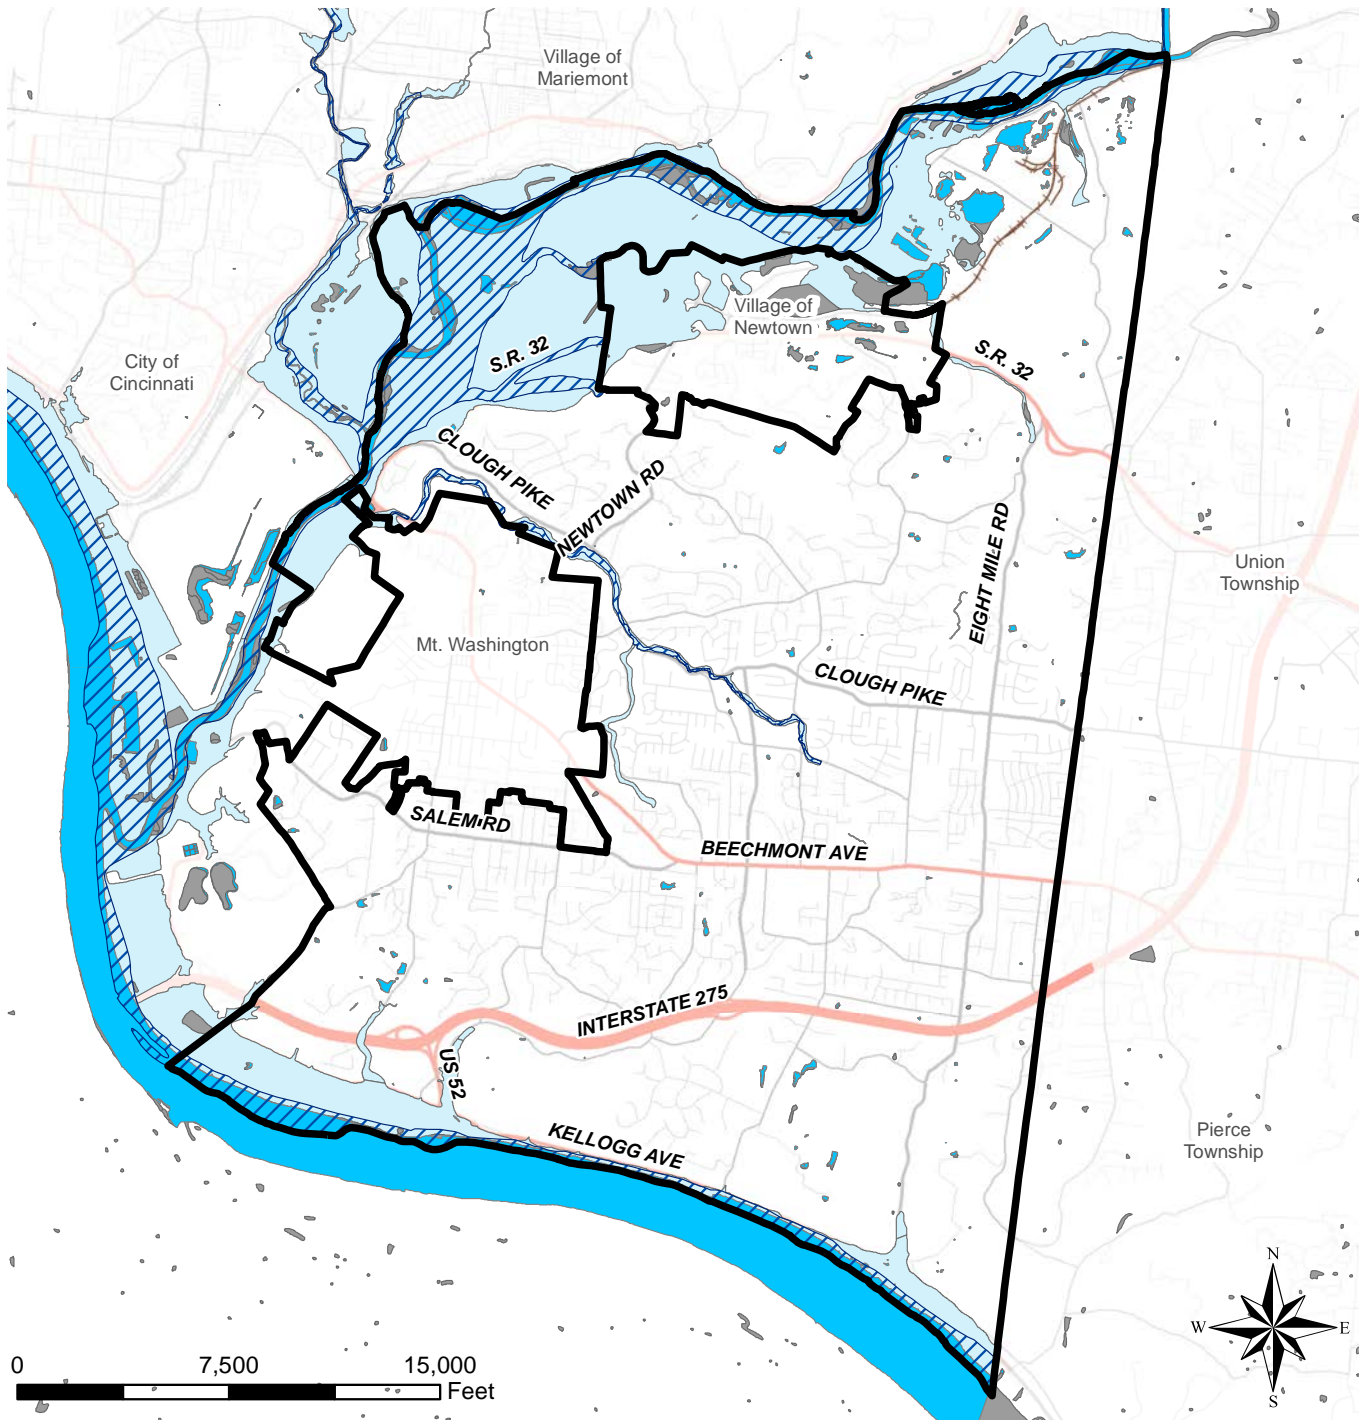 Village of
Mariemont
Village of
Newtown
S.R. 32
S.R. 32
City of
Cincinnati
CLOUGH PIKE
NEWTOWN RD
EIGHT MILE RD
Union
Township
Mt. Washington
CLOUGH PIKE
SALEM RD
BEECHMONT AVE
INTERSTATE 275
US 52
KELLOGG AVE
Pierce
Township
N
W
E
S
0
7,500
15,000
Feet